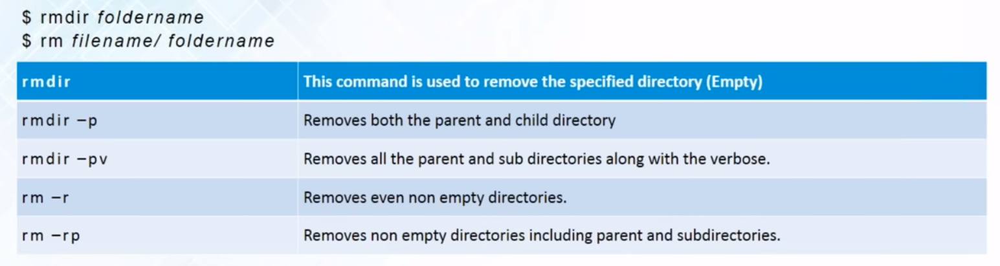 $ rmdir foldername
$ rm filename/ foldername
rmdir This command is used to remove the specified directory (Empty)
rmdir –p Removes both the parent and child directory
rmdir –pv Removes all the parent and sub directories along with the verbose.
rm –r Removes even non empty directories.
rm –rp Removes non empty directories including parent and subdirectories.